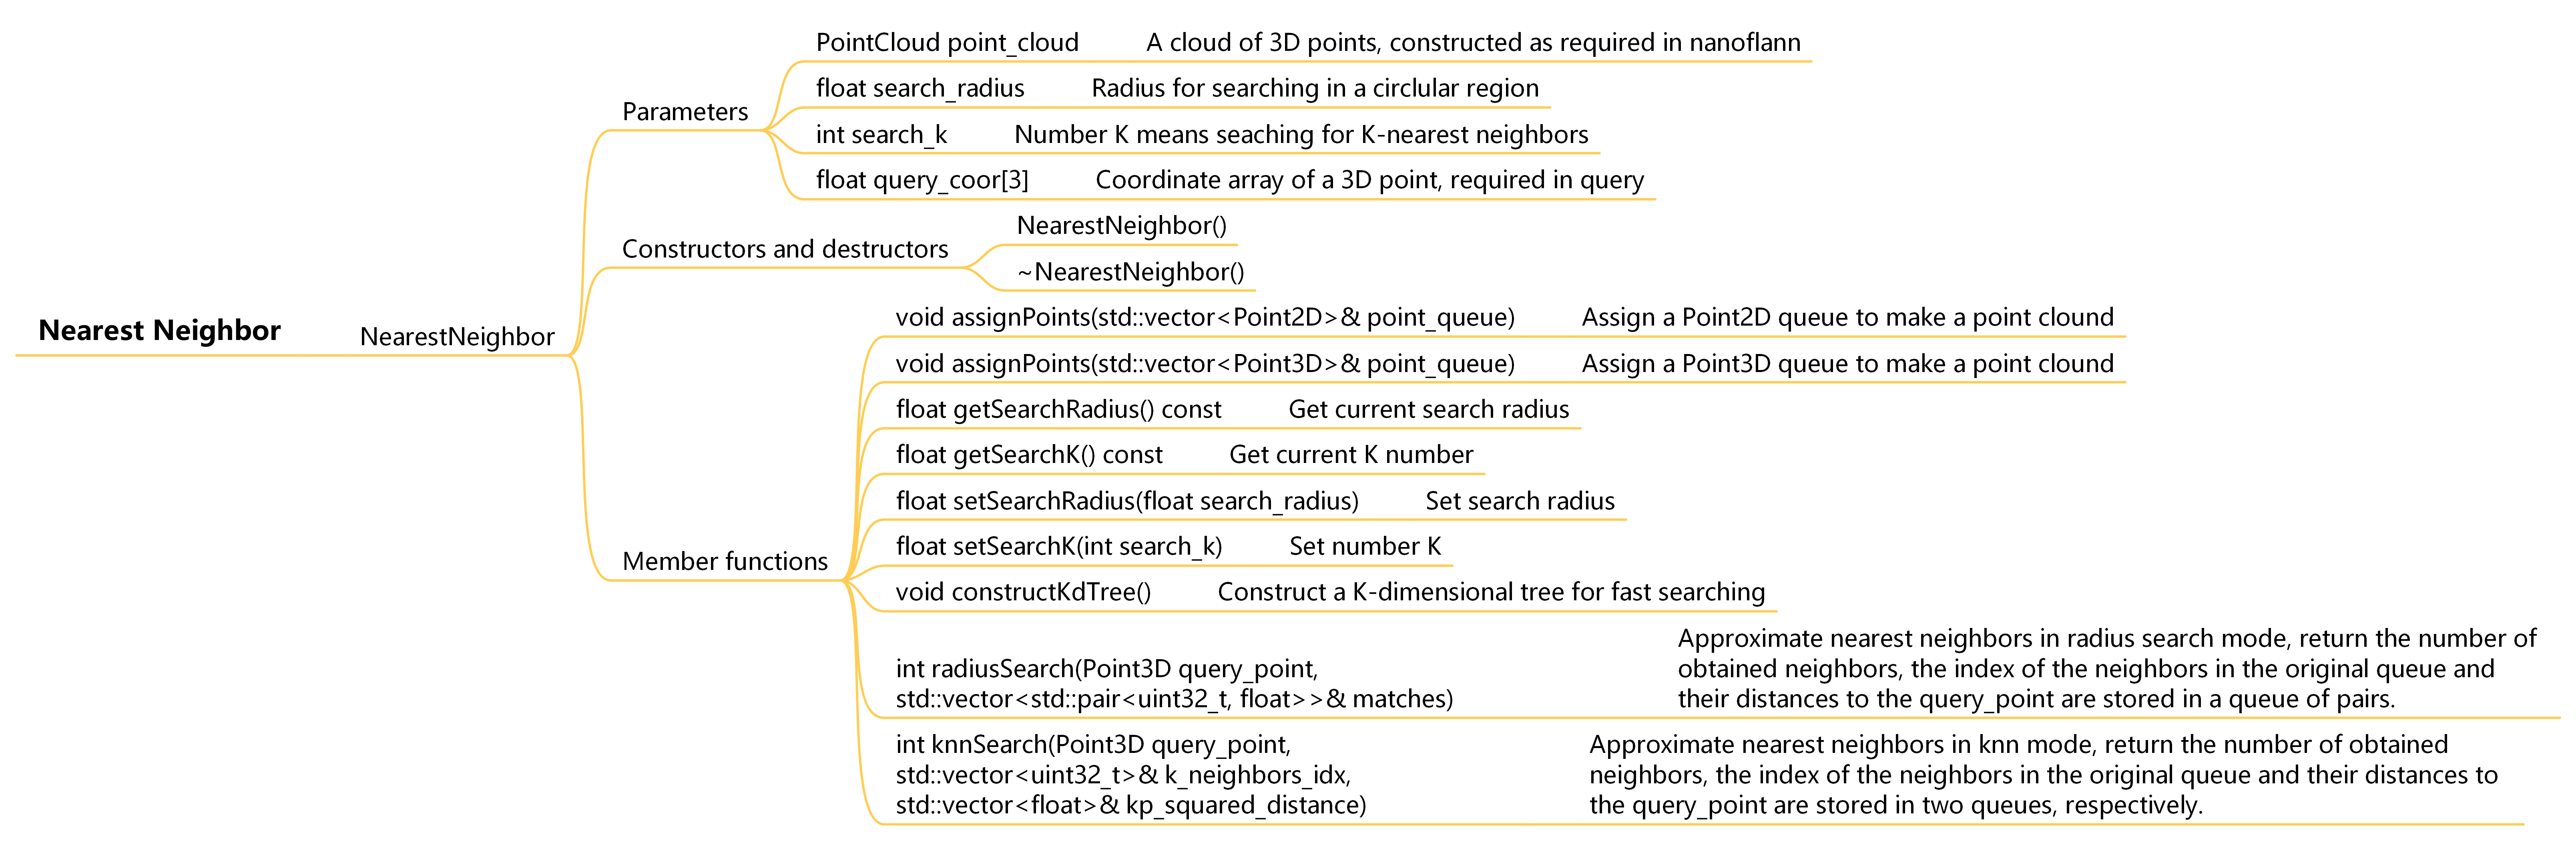 Nearest Neighbor
NearestNeighbor
Parameters
PointCloud point_cloud A cloud of 3D points, constructed as required in nanoflann
float search_radius Radius for searching in a circlular region
int search_k Number K means seaching for K-nearest neighbors
float query_coor[3] Coordinate array of a 3D point, required in query
Constructors and destructors
NearestNeighbor()
~NearestNeighbor()
Member functions
void assignPoints(std::vector<Point2D>& point_queue) Assign a Point2D queue to make a point clound
void assignPoints(std::vector<Point3D>& point_queue) Assign a Point3D queue to make a point clound
float getSearchRadius() const Get current search radius
float getSearchK() const Get current K number
float setSearchRadius(float search_radius) Set search radius
float setSearchK(int search_k) Set number K
void constructKdTree() Construct a K-dimensional tree for fast searching
int radiusSearch(Point3D query_point,
std::vector<std::pair<uint32_t, float>>& matches)
Approximate nearest neighbors in radius search mode, return the number of
obtained neighbors, the index of the neighbors in the original queue and
their distances to the query_point are stored in a queue of pairs.
int knnSearch(Point3D query_point,
std::vector<uint32_t>& k_neighbors_idx,
std::vector<float>& kp_squared_distance)
Approximate nearest neighbors in knn mode, return the number of obtained
neighbors, the index of the neighbors in the original queue and their distances to
the query_point are stored in two queues, respectively.